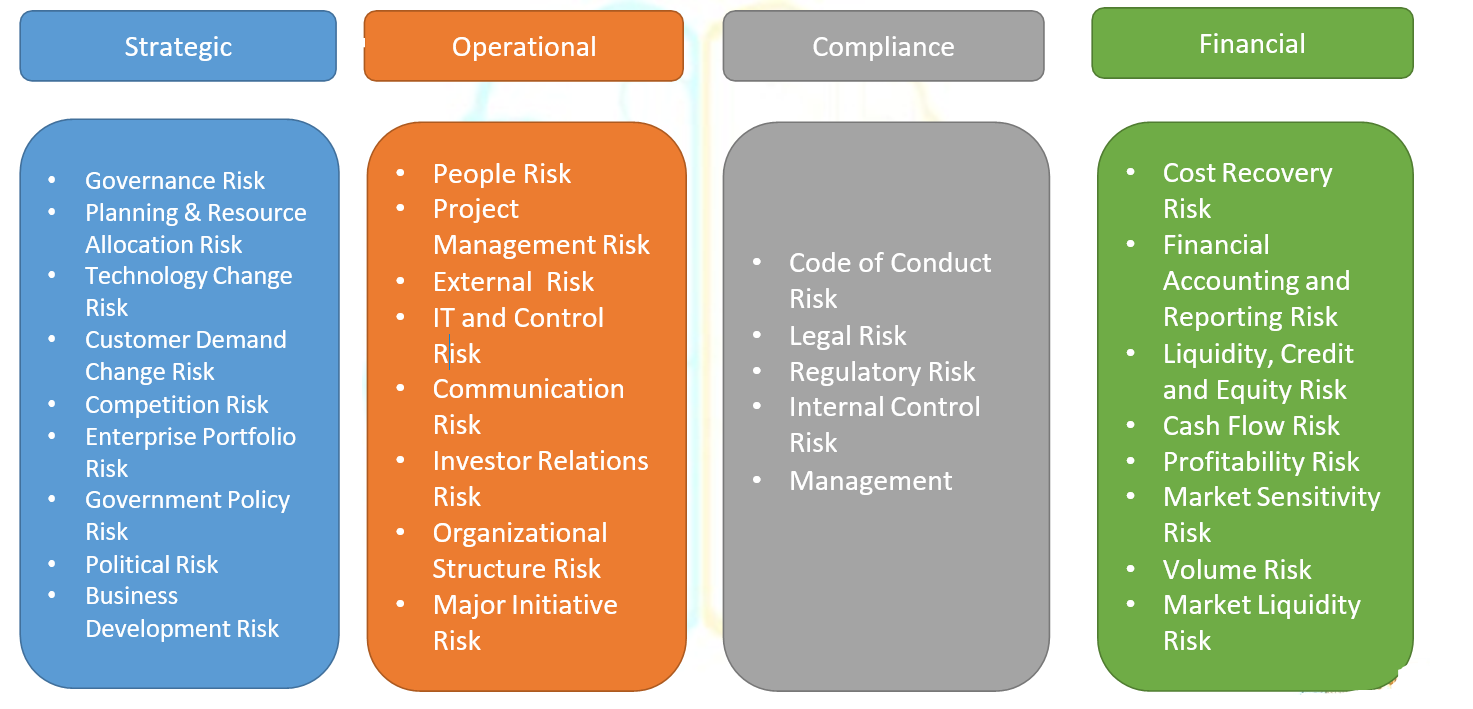 Strategic
Operational
Compliance
Financial
• Governance Risk
• Planning & Resource
Allocation Risk
• Technology Change
Risk
• Customer Demand
Change Risk
• Competition Risk
• Enterprise Portfolio
Risk
• Government Policy
Risk
• Political Risk
• Business
Development Risk
• People Risk
• Project
Management Risk
• External  Risk
• IT and Control
Risk
• Communication
Risk
• Investor Relations
Risk
• Organizational
Structure Risk
• Major Initiative
Risk
• Code of Conduct
Risk
• Legal Risk
• Regulatory Risk
• Internal Control
Risk
• Management
• Cost Recovery
Risk
• Financial
Accounting and
Reporting Risk
• Liquidity, Credit
and Equity Risk
• Cash Flow Risk
• Profitability Risk
• Market Sensitivity
Risk
• Volume Risk
• Market Liquidity
Risk